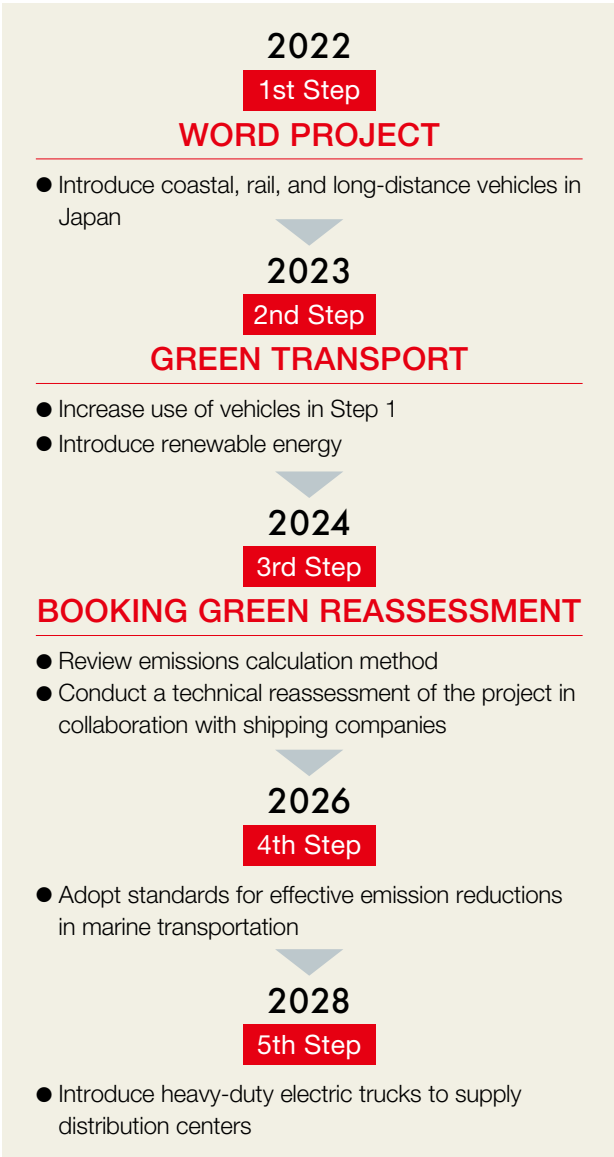 2022
1st Step
WORD PROJECT
● Introduce coastal, rail, and long-distance vehicles in
Japan
2023
2nd Step
GREEN TRANSPORT
● Increase use of vehicles in Step 1
● Introduce renewable energy
2024
3rd Step
BOOKING GREEN REASSESSMENT
● Review emissions calculation method
● Conduct a technical reassessment of the project in
collaboration with shipping companies
2026
4th Step
● Adopt standards for effective emission reductions
in marine transportation
2028
5th Step
● Introduce heavy-duty electric trucks to supply
distribution centers